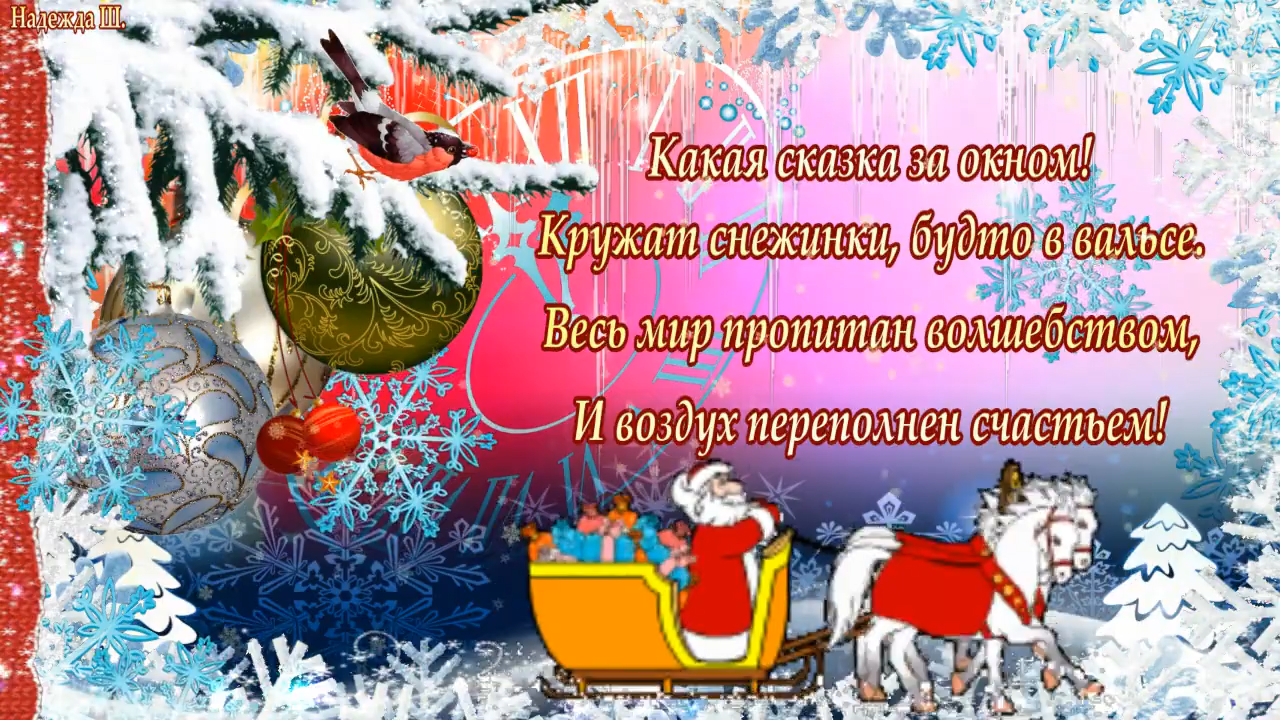 Надежда Ш.
Какая сказка за окном!
Кружат снежинки, будто в вальсе.
Весь мир пропитан волшебством,
И воздух переполнен счастьем!